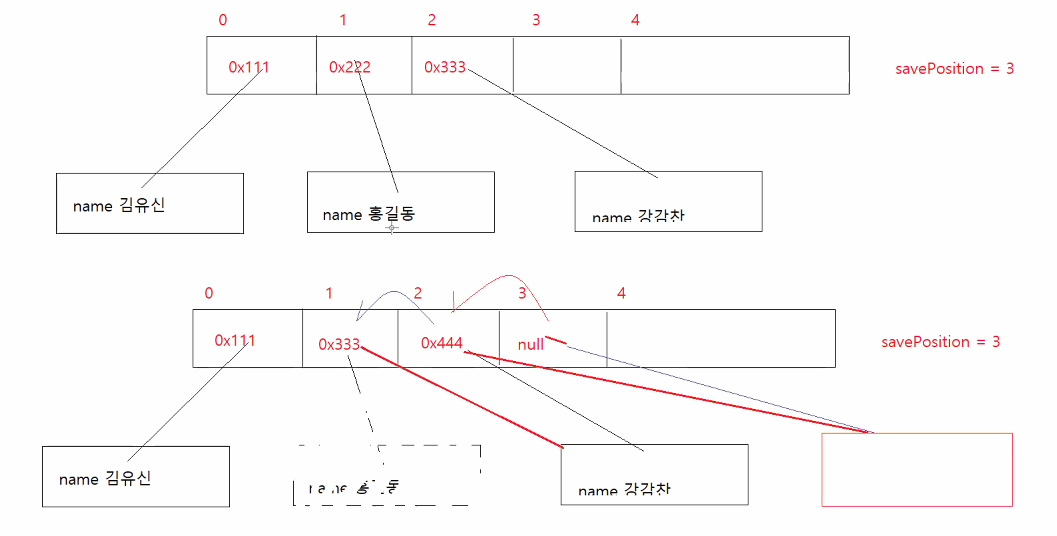 0 1 2 3 4
0x111 0x222 0x333 savePosition = 3
name 김유신 name 홍길동 name 강감찬
0 1 2 3 4
0x111 0x333 0x444 null savePosition = 3
name 김유신 name 강감찬